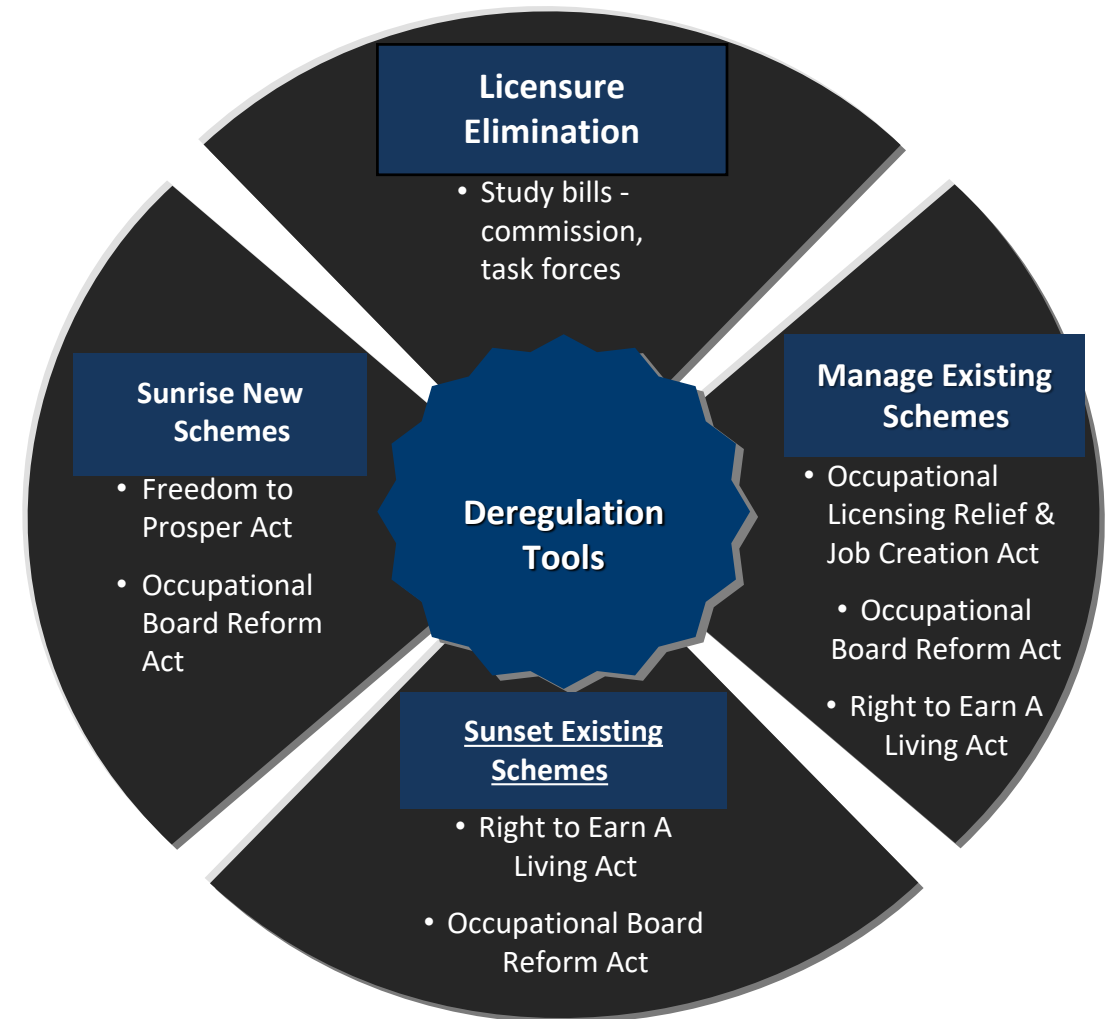 Licensure
Elimination
• Study bills -
commission,
task forces
Sunrise New
Schemes
• Freedom to
Prosper Act
• Occupational
Board Reform
Act
Deregulation
Tools
Manage Existing
Schemes
• Occupational
Licensing Relief &
Job Creation Act
• Occupational
Board Reform Act
• Right to Earn A
Living Act
Sunset Existing
Schemes
• Right to Earn A
Living Act
• Occupational Board
Reform Act